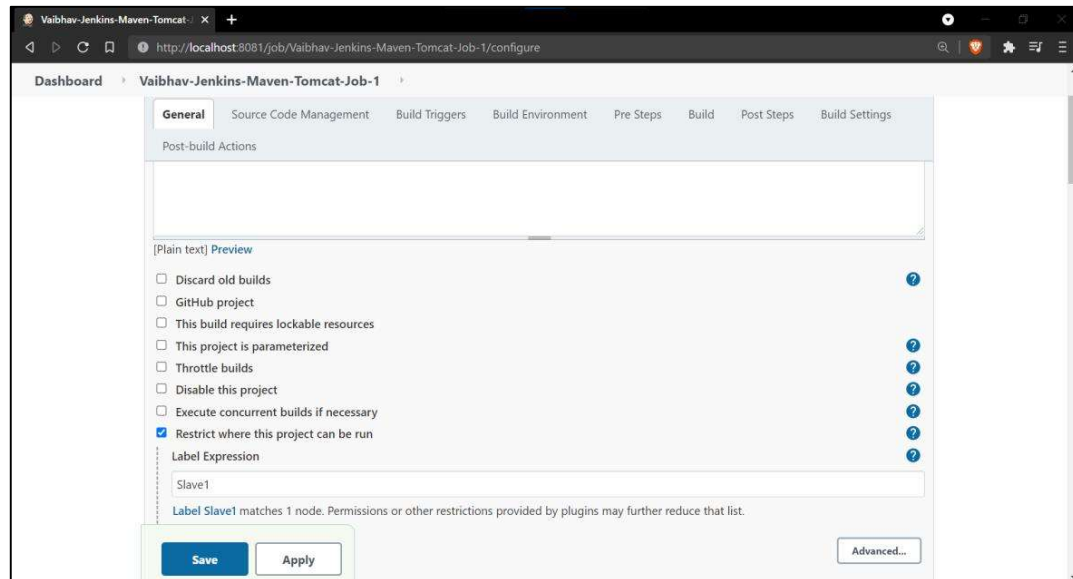 Vaibhav-Jenkins-Maven-Tomcat-J
http://localhost:8081/job/Vaibhav-Jenkins-Maven-Tomcat-Job-1/configure
Dashboard Vaibhav-Jenkins-Maven-Tomcat-Job-1
General Source Code Management Build Triggers Build Environment Pre Steps Build Post Steps Build Settings
Post-build Actions
[Plain text] Preview
Discard old builds
GitHub project
This build requires lockable resources
This project is parameterized
Throttle builds
Disable this project
Execute concurrent builds if necessary
Restrict where this project can be run
Label Expression
Slave1
Label Slave1 matches 1 node. Permissions or other restrictions provided by plugins may further reduce that list.
Save Apply Advanced...